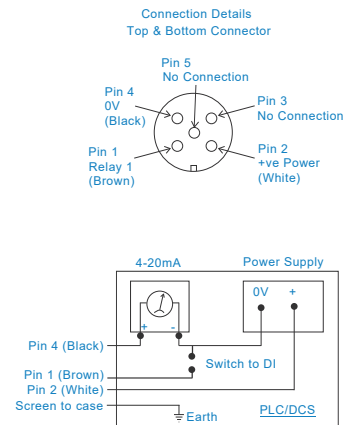 Connection Details
Top & Bottom Connector
Pin 5
No Connection
Pin 4
0V
(Black)
Pin 3
No Connection
Pin 1
Relay 1
(Brown)
Pin 2
+ve Power
(White)
4-20mA
Power Supply
0V +
+ -
Pin 4 (Black)
Switch to DI
Pin 1 (Brown)
Pin 2 (White)
Screen to case
Earth
PLC/DCS